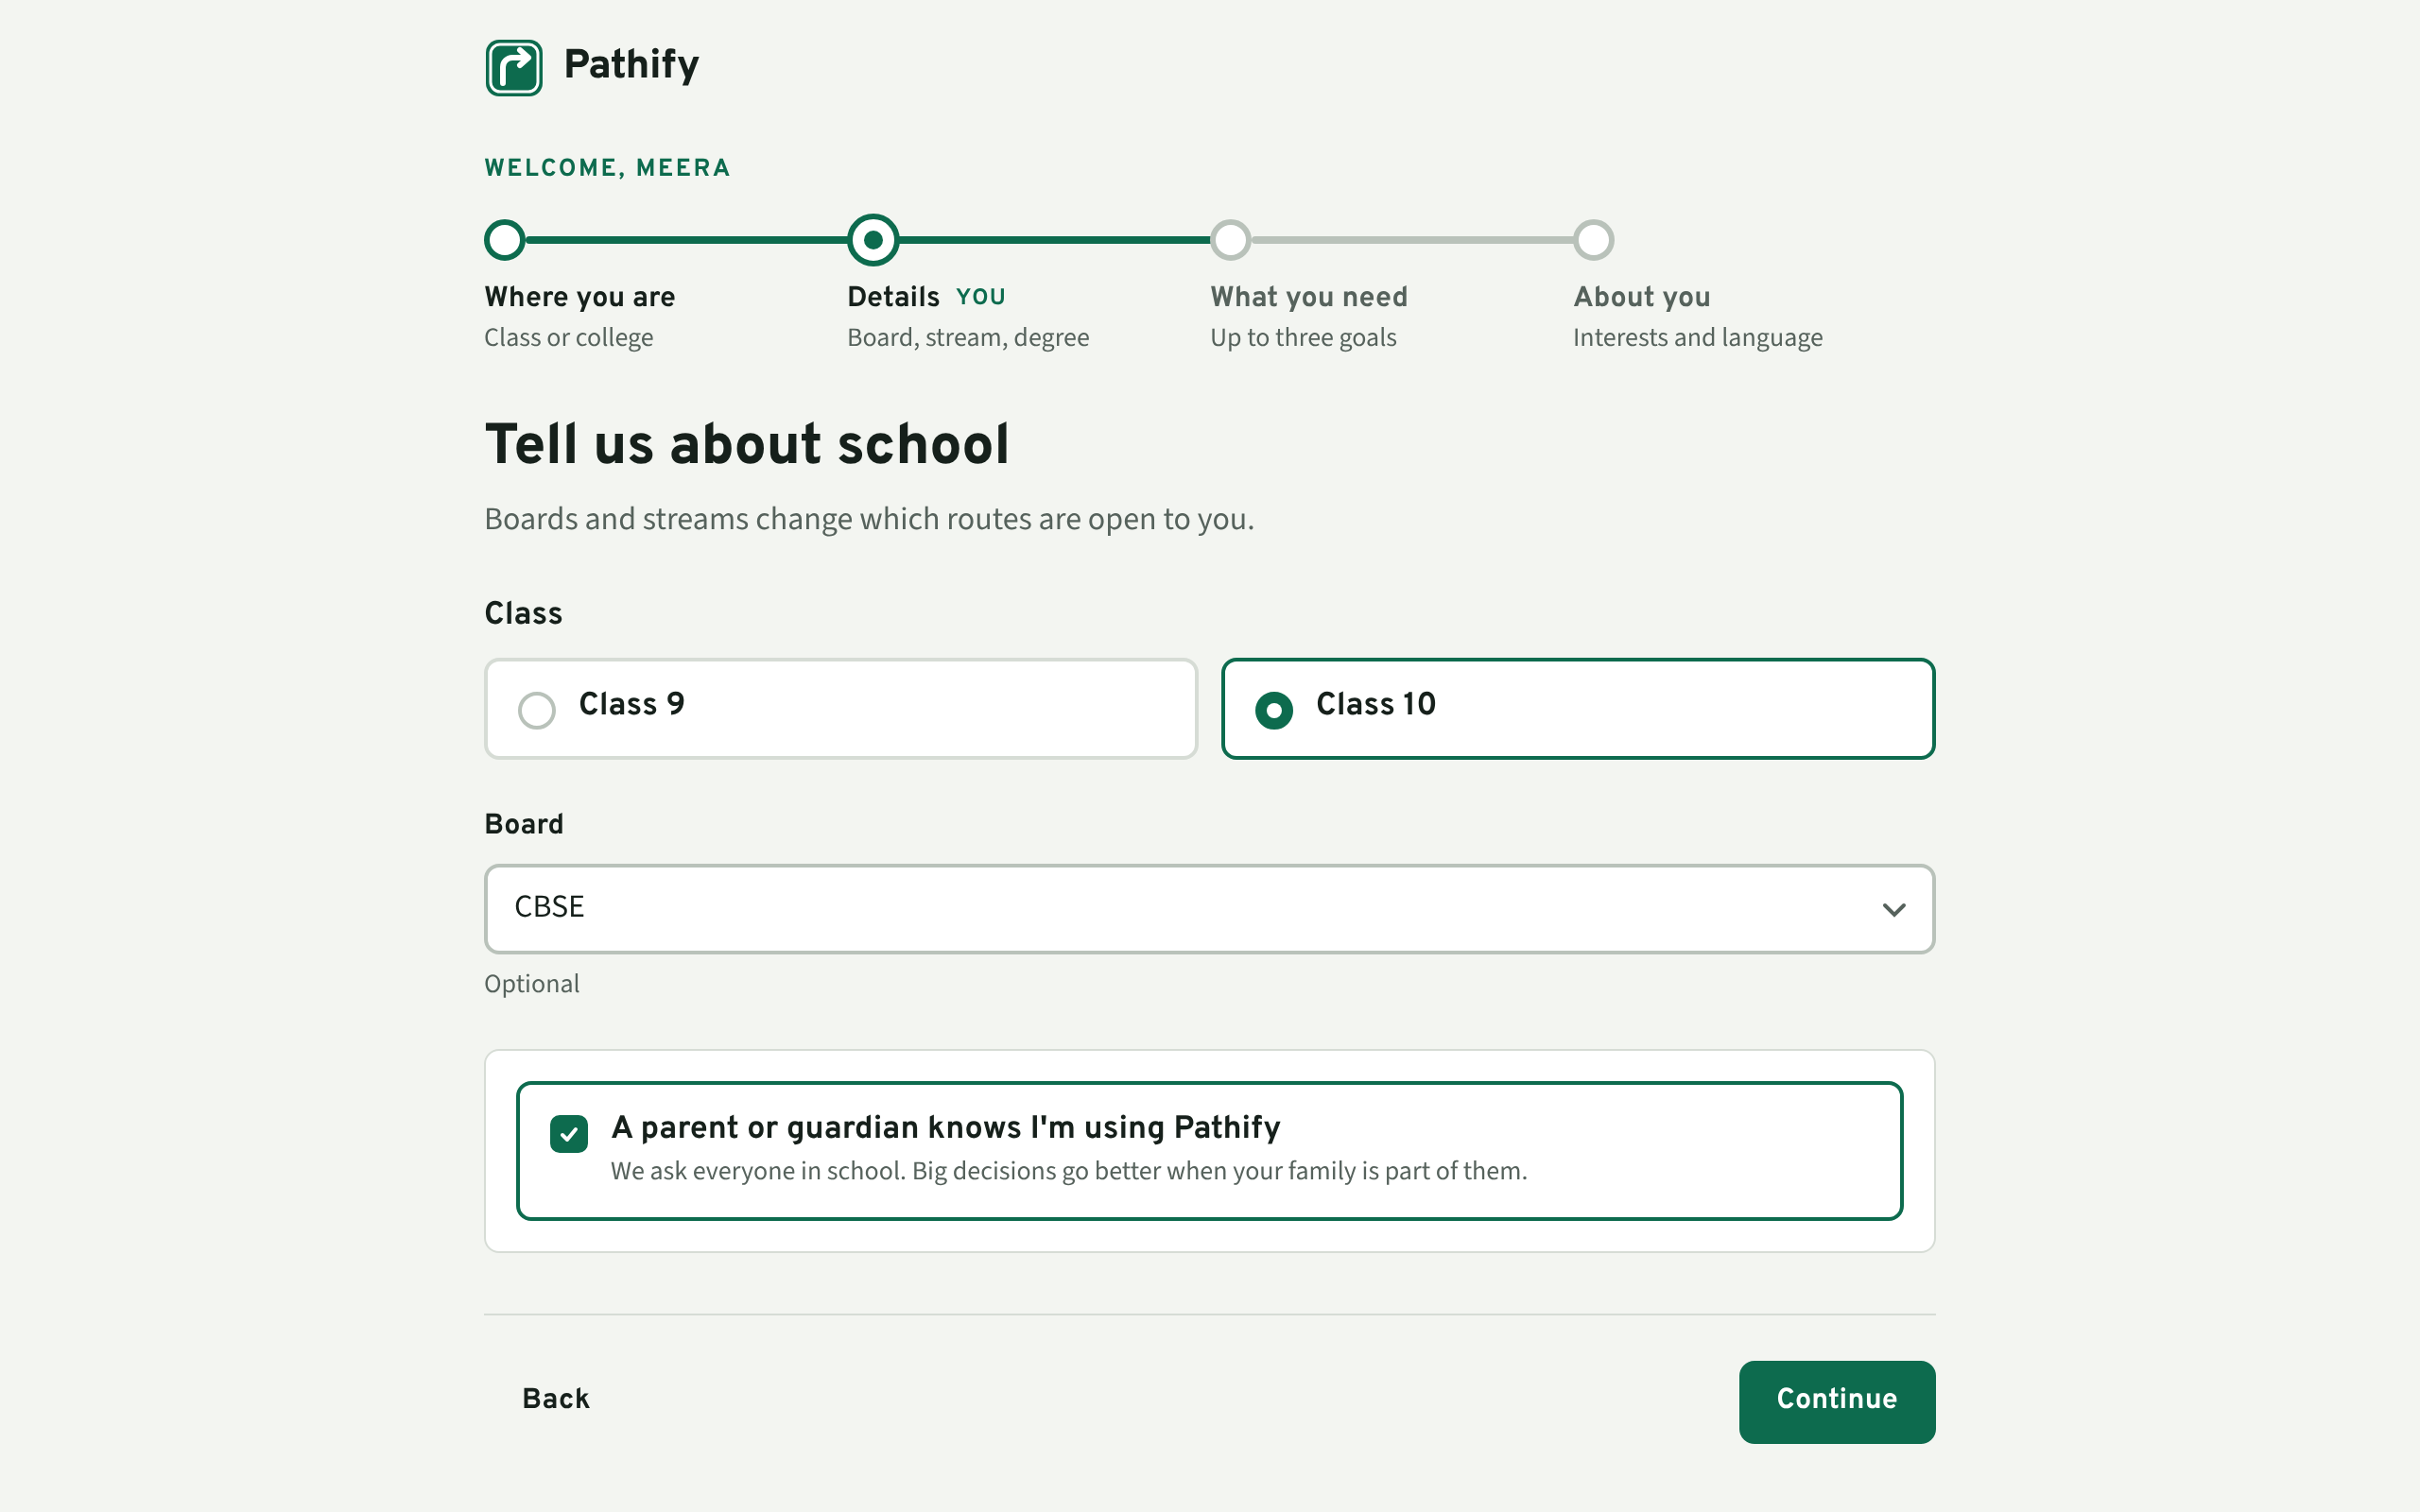 Pathify
WELCOME, MEERA
Where you are
Class or college
Details YOU
Board, stream, degree
What you need
Up to three goals
About you
Interests and language
Tell us about school
Boards and streams change which routes are open to you.
Class
Class 9
Class 10
Board
CBSE
Optional
A parent or guardian knows I'm using Pathify
We ask everyone in school. Big decisions go better when your family is part of them.
Back
Continue